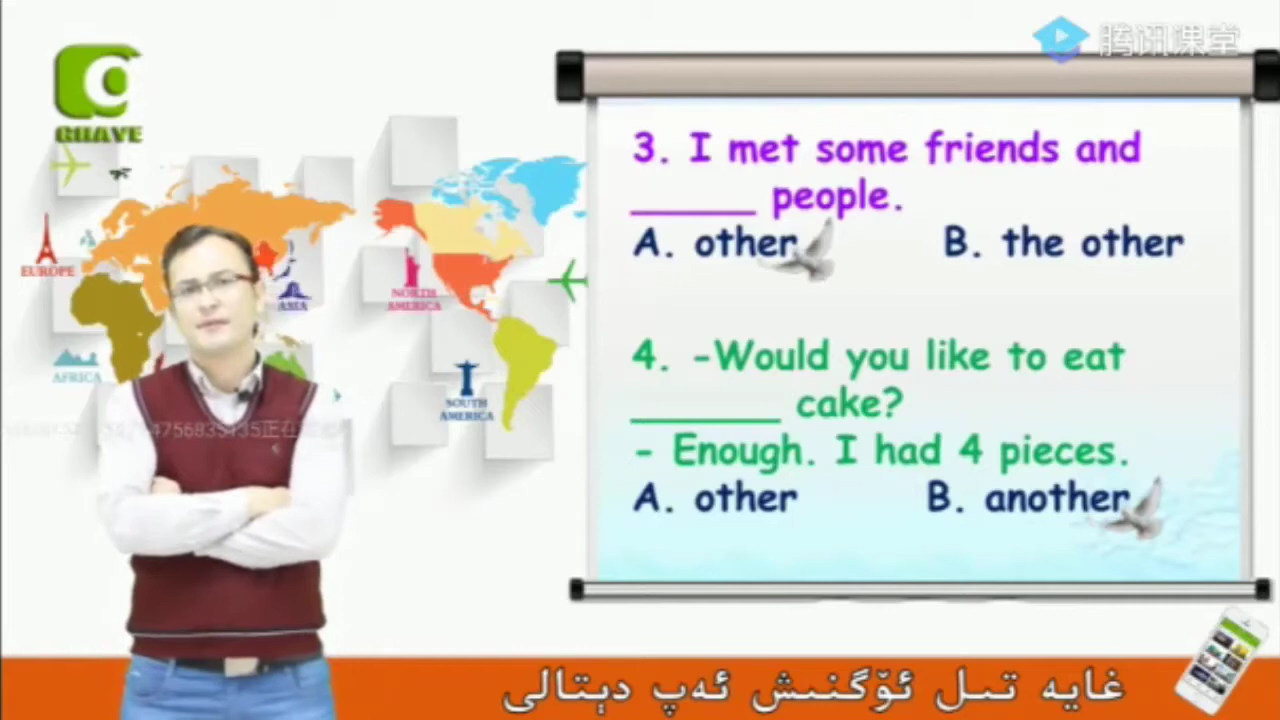 腾讯课堂
GHAYE
EUROPE
ASIA
AFRICA
NORTH
AMERICA
SOUTH
AMERICA
3. I met some friends and
______ people.
A. other B. the other
4. -Would you like to eat
_______ cake?
- Enough. I had 4 pieces.
A. other B. another
غايە تىل ئۆگىنىش ئەپ دېتالى